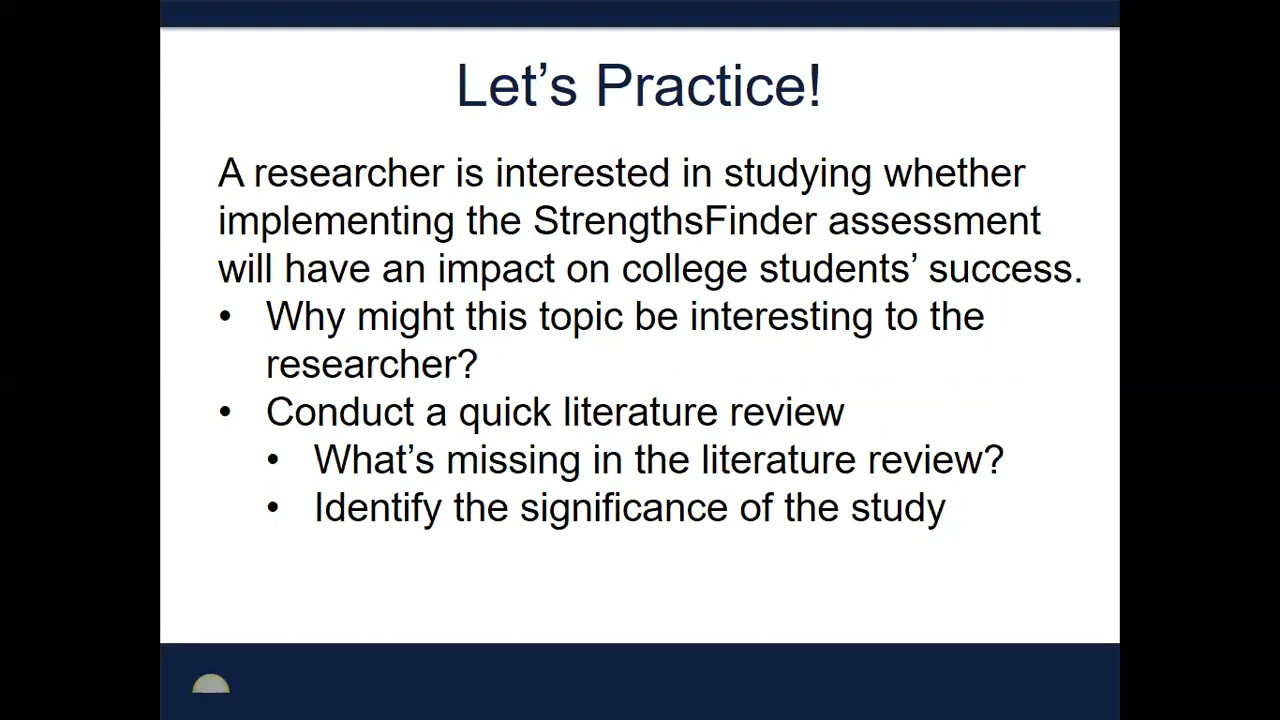 Let’s Practice!
A researcher is interested in studying whether
implementing the StrengthsFinder assessment
will have an impact on college students’ success.
• Why might this topic be interesting to the
researcher?
• Conduct a quick literature review
• What’s missing in the literature review?
• Identify the significance of the study